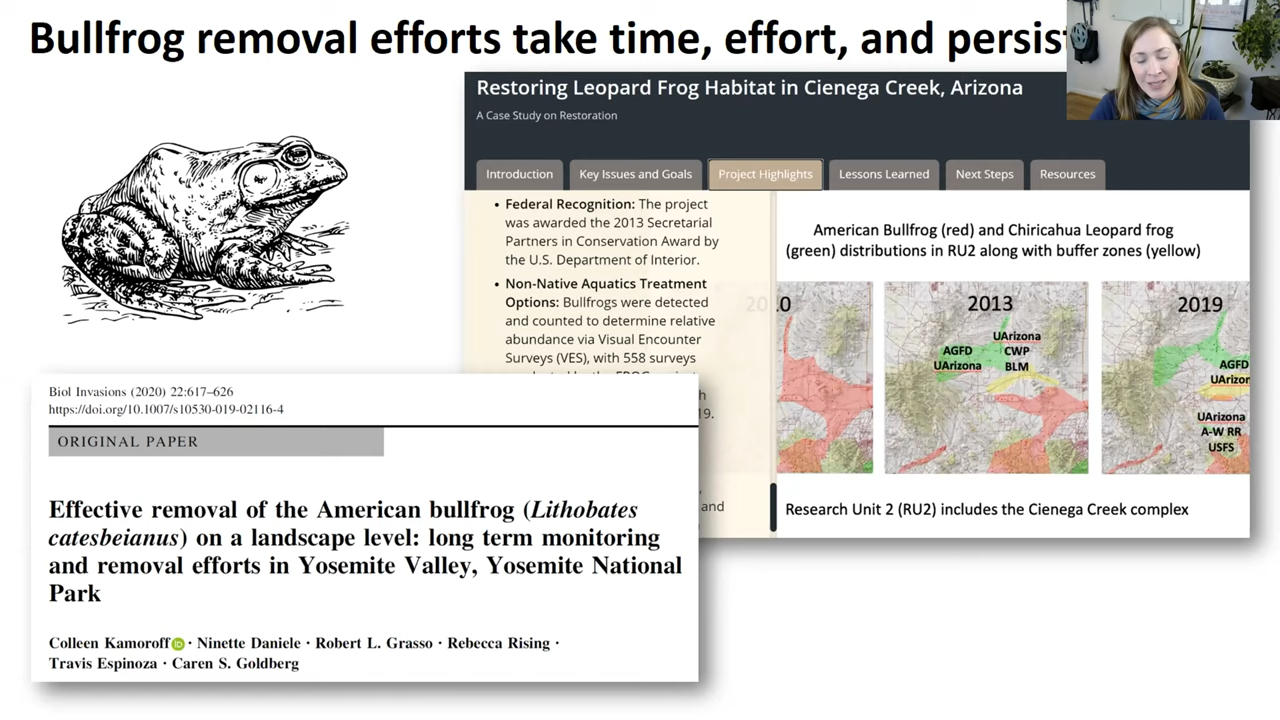 Bullfrog removal efforts take time, effort, and
Restoring Leopard Frog Habitat in Cienega Creek, Arizona
A Case Study on Restoration
Introduction
Key Issues and Goals
Project Highlights
Lessons Learned
Next Steps
Resources
• Federal Recognition: The project
was awarded the 2013 Secretarial
Partners in Conservation Award by
the U.S. Department of Interior.
• Non-Native Aquatics Treatment
Options: Bullfrogs were detected
and counted to determine relative
abundance via Visual Encounter
Surveys (VES), with 558 surveys
and
American Bullfrog (red) and Chiricahua Leopard frog
(green) distributions in RU2 along with buffer zones (yellow)
2013
UArizona
CWP
BLM
AGFD
UArizona
2019
AGFD
UArizona
A-W RR
USFS
Research Unit 2 (RU2) includes the Cienega Creek complex
Biol Invasions (2020) 22:617–626
https://doi.org/10.1007/s10530-019-02116-4
ORIGINAL PAPER
Effective removal of the American bullfrog (Lithobates
catesbeianus) on a landscape level: long term monitoring
and removal efforts in Yosemite Valley, Yosemite National
Park
Colleen Kamoroff · Ninette Daniele · Robert L. Grasso · Rebecca Rising ·
Travis Espinoza · Caren S. Goldberg